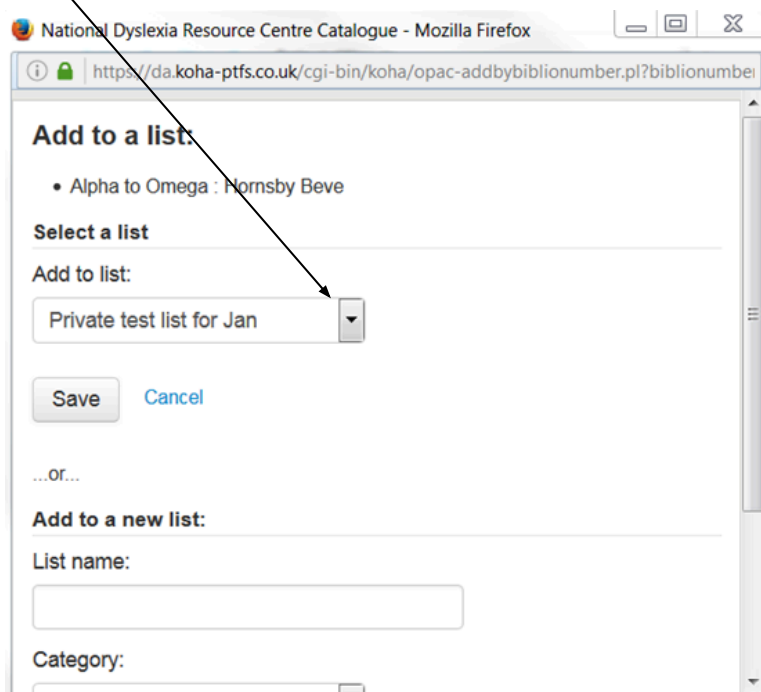 National Dyslexia Resource Centre Catalogue - Mozilla Firefox
https://da.koha-ptfs.co.uk/cgi-bin/koha/opac-addbybiblionumber.pl?biblionumber
Add to a list:
• Alpha to Omega : Hornsby Beve
Select a list
Add to list:
Private test list for Jan
Save Cancel
...or...
Add to a new list:
List name:
Category: